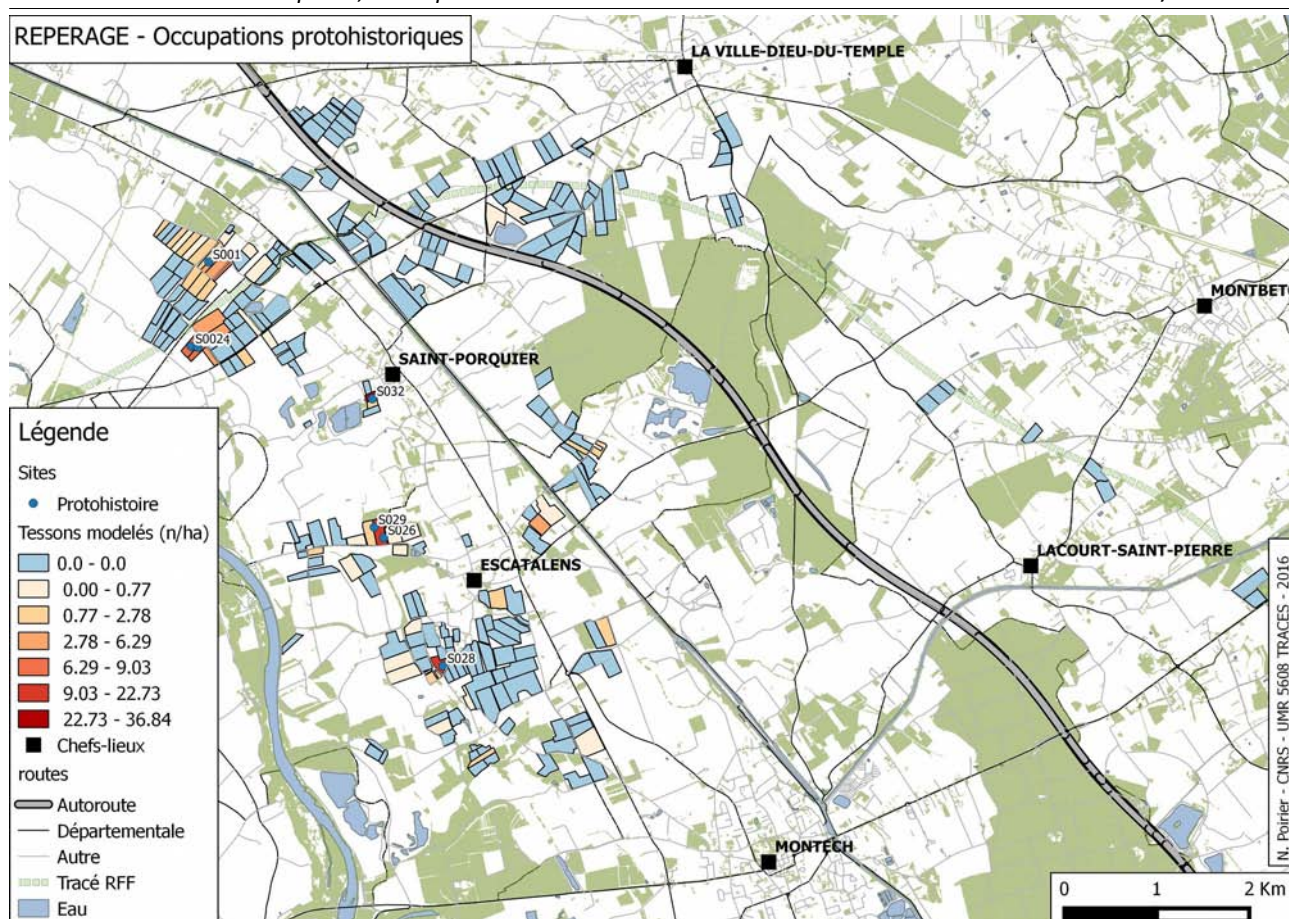 REPERAGE - Occupations protohistoriques
LA VILLE-DIEU-DU-TEMPLE
S001
MONTBETO
S0024
SAINT-PORQUIER
S032
S029
S026
ESCATALENS
LACOURT-SAINT-PIERRE
S028
MONTECH
Légende
Sites
Protohistoire
Tessons modelés (n/ha)
0.0 - 0.0
0.00 - 0.77
0.77 - 2.78
2.78 - 6.29
6.29 - 9.03
9.03 - 22.73
22.73 - 36.84
Chefs-lieux
routes
Autoroute
Départementale
Autre
Tracé RFF
Eau
0 1 2 Km
N. Poirier - CNRS - UMR 5608 TRACES - 2016